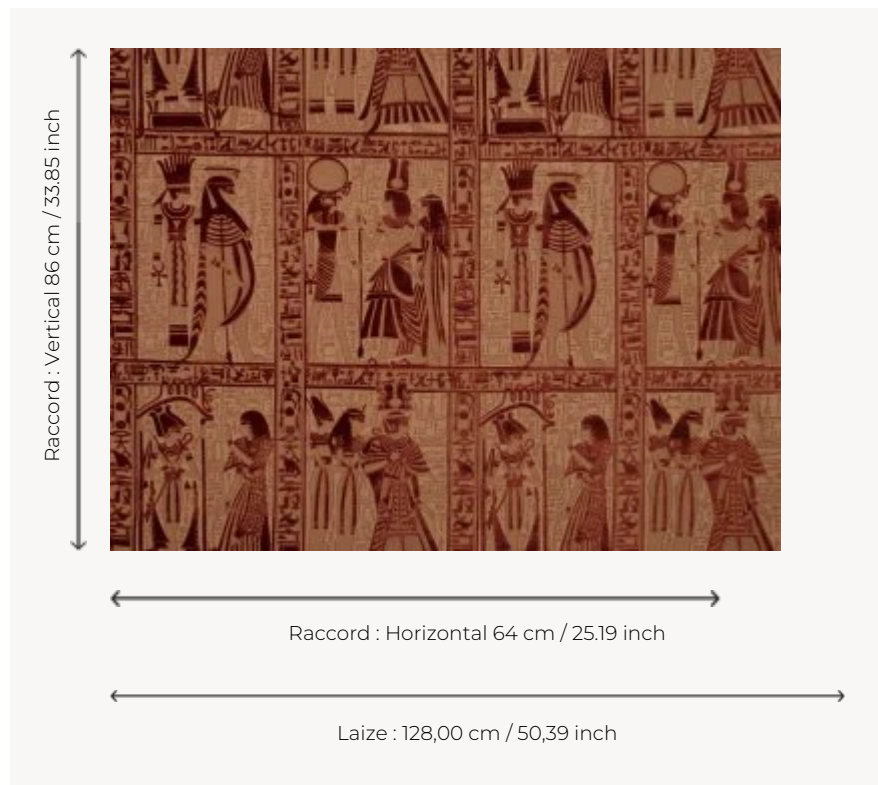 Raccord : Vertical 86 cm / 33.85 inch
Raccord : Horizontal 64 cm / 25.19 inch
Laize : 128,00 cm / 50,39 inch